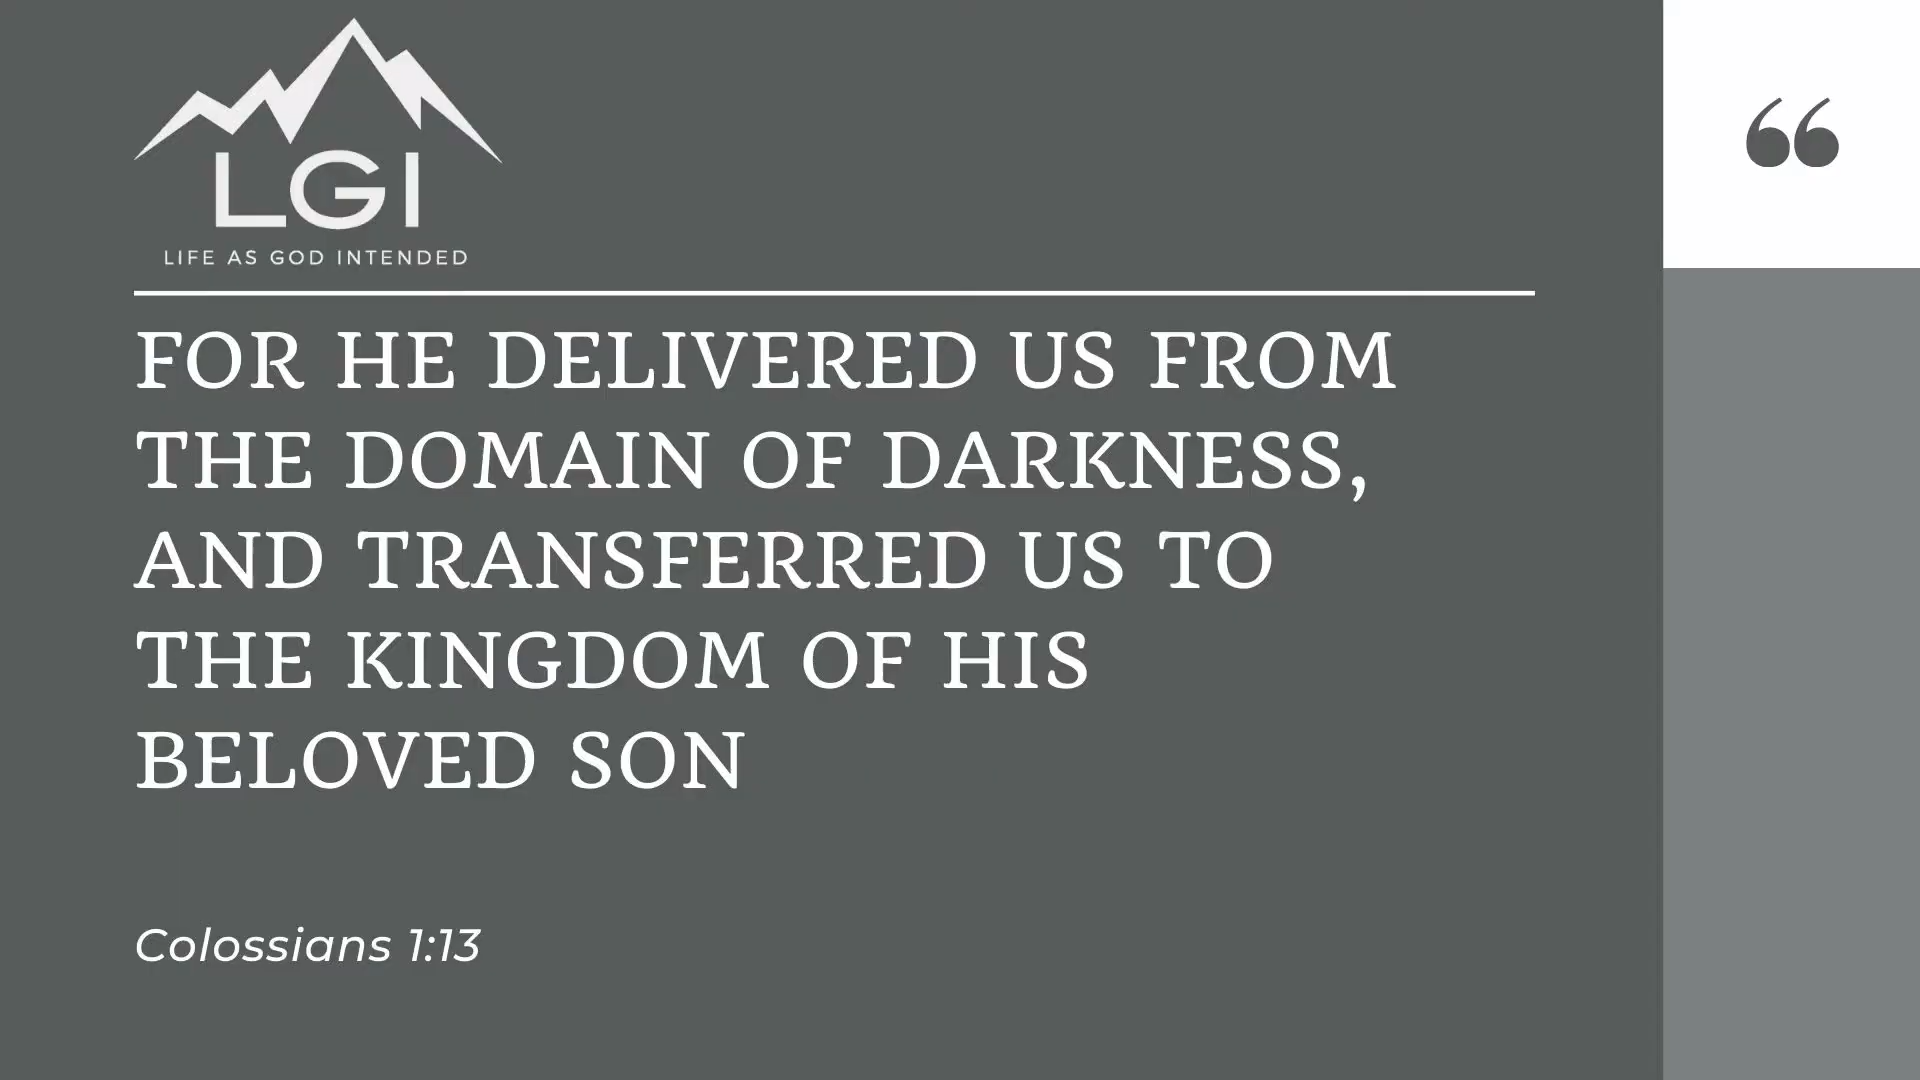 LGI
LIFE AS GOD INTENDED
“
FOR HE DELIVERED US FROM
THE DOMAIN OF DARKNESS,
AND TRANSFERRED US TO
THE KINGDOM OF HIS
BELOVED SON
Colossians 1:13